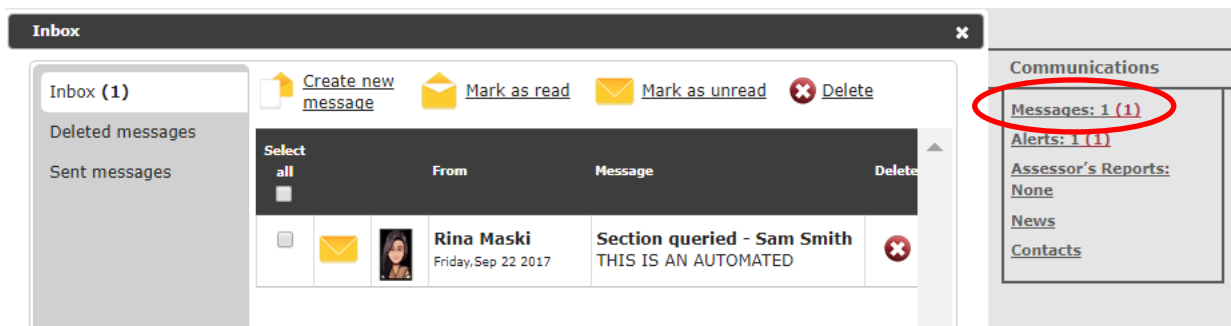 Inbox
Inbox (1)
Deleted messages
Sent messages
Create new
message
Mark as read
Mark as unread
Delete
Select
all
From
Message
Delete
Rina Maski
Friday,Sep 22 2017
Section queried - Sam Smith
THIS IS AN AUTOMATED
Communications
Messages: 1 (1)
Alerts: 1 (1)
Assessor's Reports:
None
News
Contacts